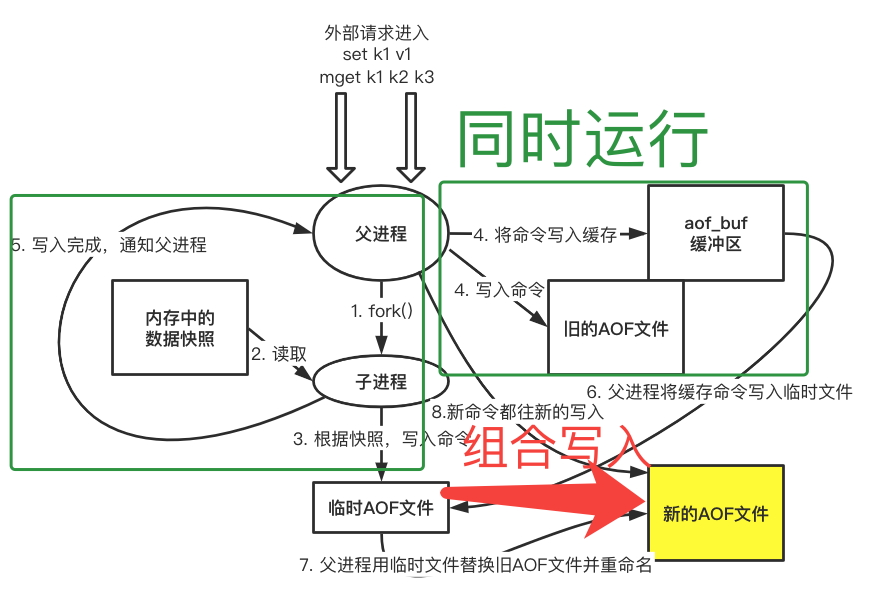 外部请求进入
set k1 v1
mget k1 k2 k3
同时运行
父进程
4. 将命令写入缓存
aof_buf
缓冲区
5. 写入完成，通知父进程
4. 写入命令
1. fork()
内存中的
数据快照
旧的AOF文件
2. 读取
子进程
6. 父进程将缓存命令写入临时文件
8.新命令都往新的写入
3. 根据快照，写入命令
组合写入
临时AOF文件
新的AOF文件
7. 父进程用临时文件替换旧AOF文件并重命名